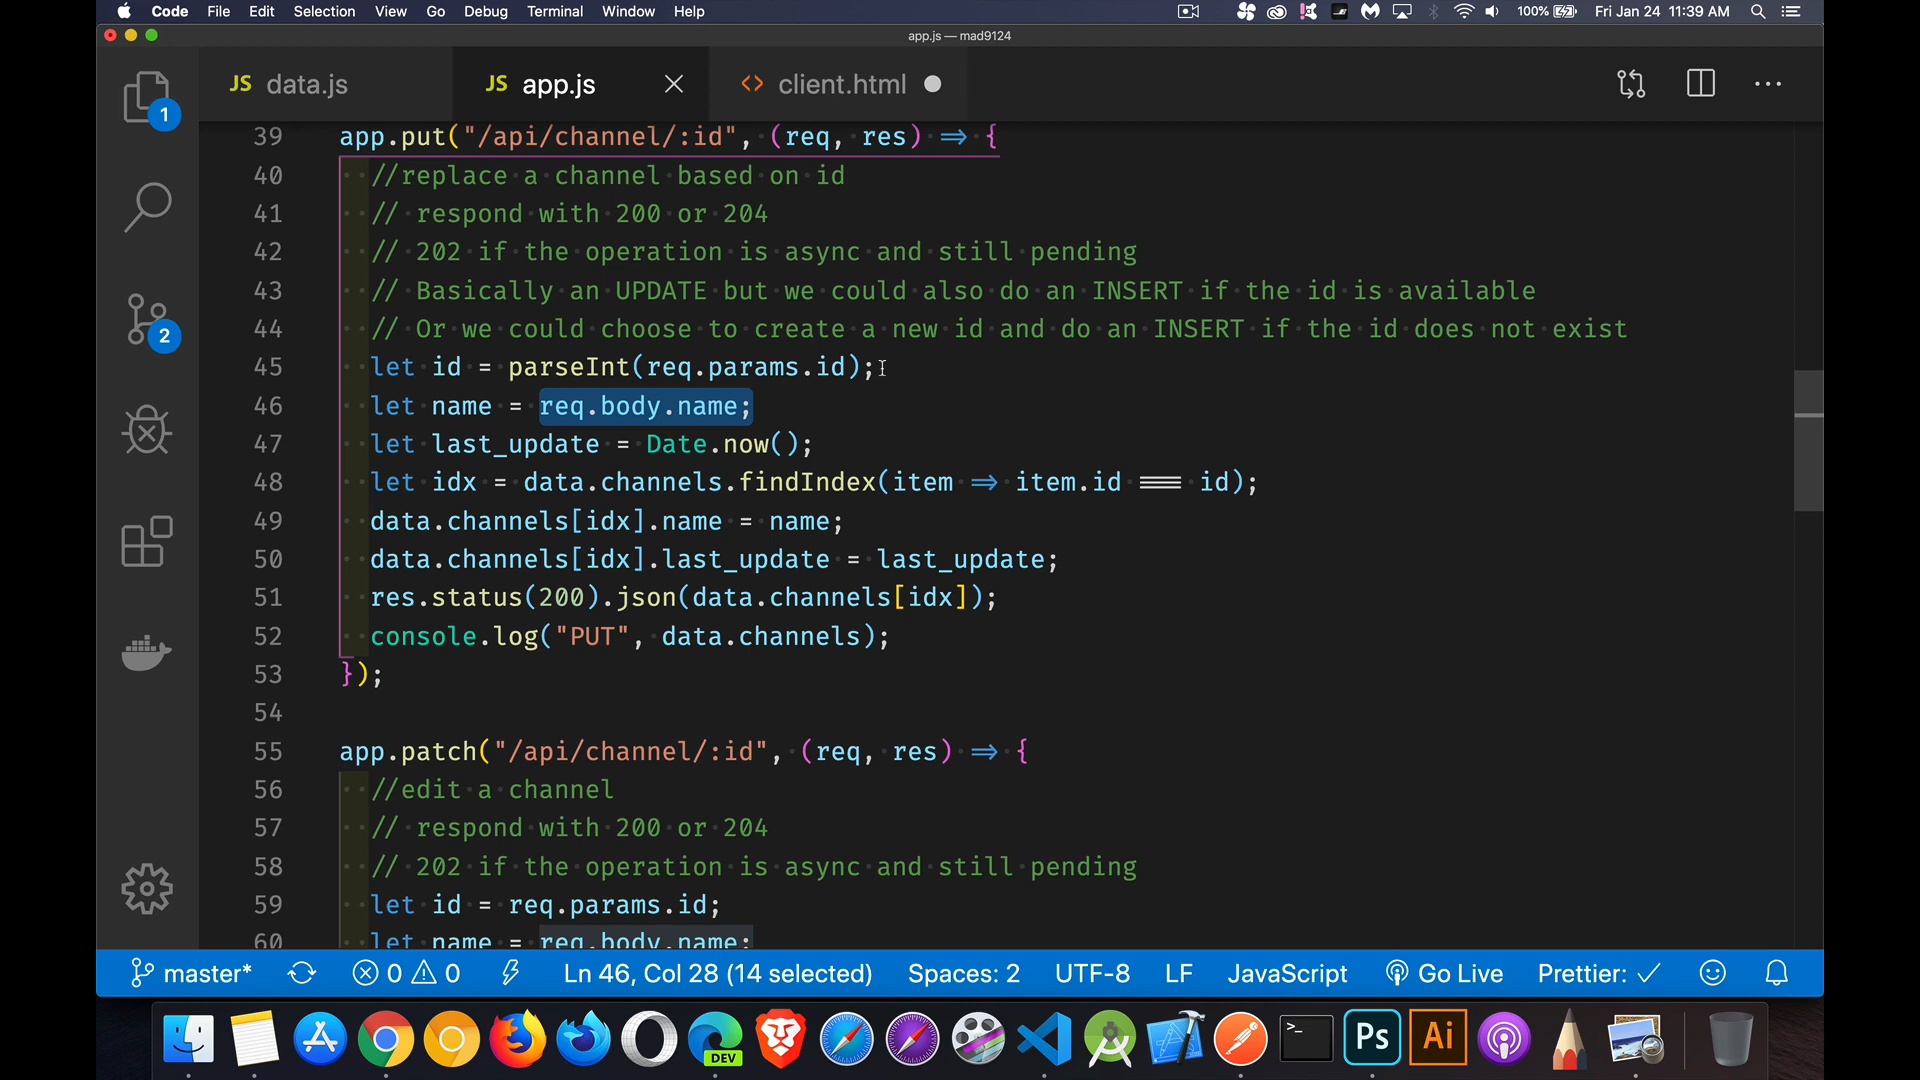 Code File Edit Selection View Go Debug Terminal Window Help 100% Fri Jan 24 11:39 AM
app.js — mad9124
JS data.js JS app.js <> client.html
1
2
39 app.put("/api/channel/:id", (req, res) => {
40 //replace a channel based on id
41 // respond with 200 or 204
42 // 202 if the operation is async and still pending
43 // Basically an UPDATE but we could also do an INSERT if the id is available
44 // Or we could choose to create a new id and do an INSERT if the id does not exist
45 let id = parseInt(req.params.id);
46 let name = req.body.name;
47 let last_update = Date.now();
48 let idx = data.channels.findIndex(item => item.id === id);
49 data.channels[idx].name = name;
50 data.channels[idx].last_update = last_update;
51 res.status(200).json(data.channels[idx]);
52 console.log("PUT", data.channels);
53 });
54
55 app.patch("/api/channel/:id", (req, res) => {
56 //edit a channel
57 // respond with 200 or 204
58 // 202 if the operation is async and still pending
59 let id = req.params.id;
60 let name = req.body.name;
master* 0 0 Ln 46, Col 28 (14 selected) Spaces: 2 UTF-8 LF JavaScript Go Live Prettier: ✓
DEV >_ Ps Ai